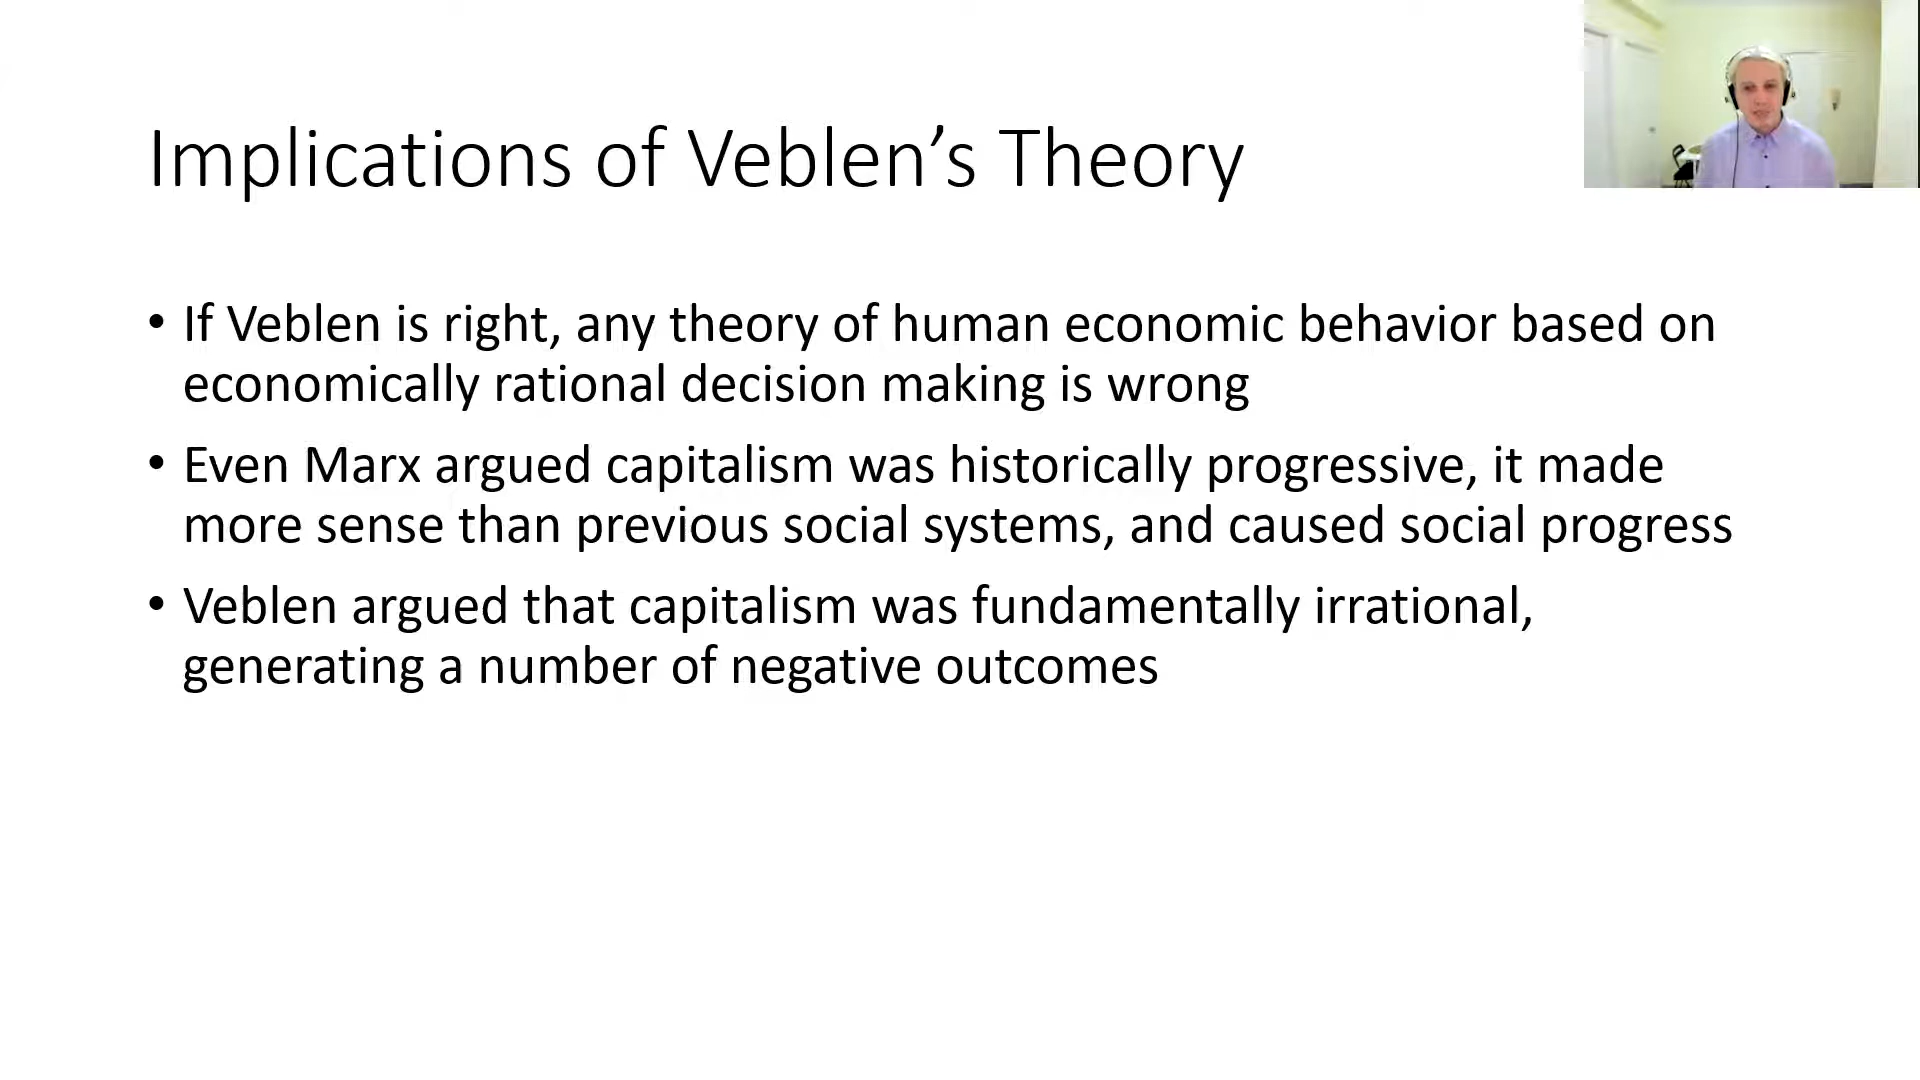 Implications of Veblen’s Theory
• If Veblen is right, any theory of human economic behavior based on
economically rational decision making is wrong
• Even Marx argued capitalism was historically progressive, it made
more sense than previous social systems, and caused social progress
• Veblen argued that capitalism was fundamentally irrational,
generating a number of negative outcomes